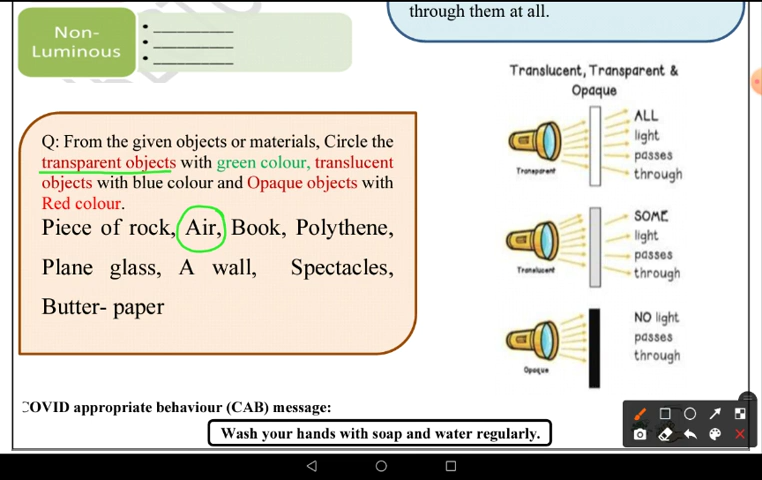 through them at all.
Non-
Luminous
Translucent, Transparent &
Opaque
Q: From the given objects or materials, Circle the
transparent objects with green colour, translucent
objects with blue colour and Opaque objects with
Red colour.
Piece of rock, Air, Book, Polythene,
Plane glass, A wall, Spectacles,
Butter- paper
ALL
light
passes
through
Transparent
SOME
light
passes
through
Translucent
NO light
passes
through
Opaque
COVID appropriate behaviour (CAB) message:
Wash your hands with soap and water regularly.